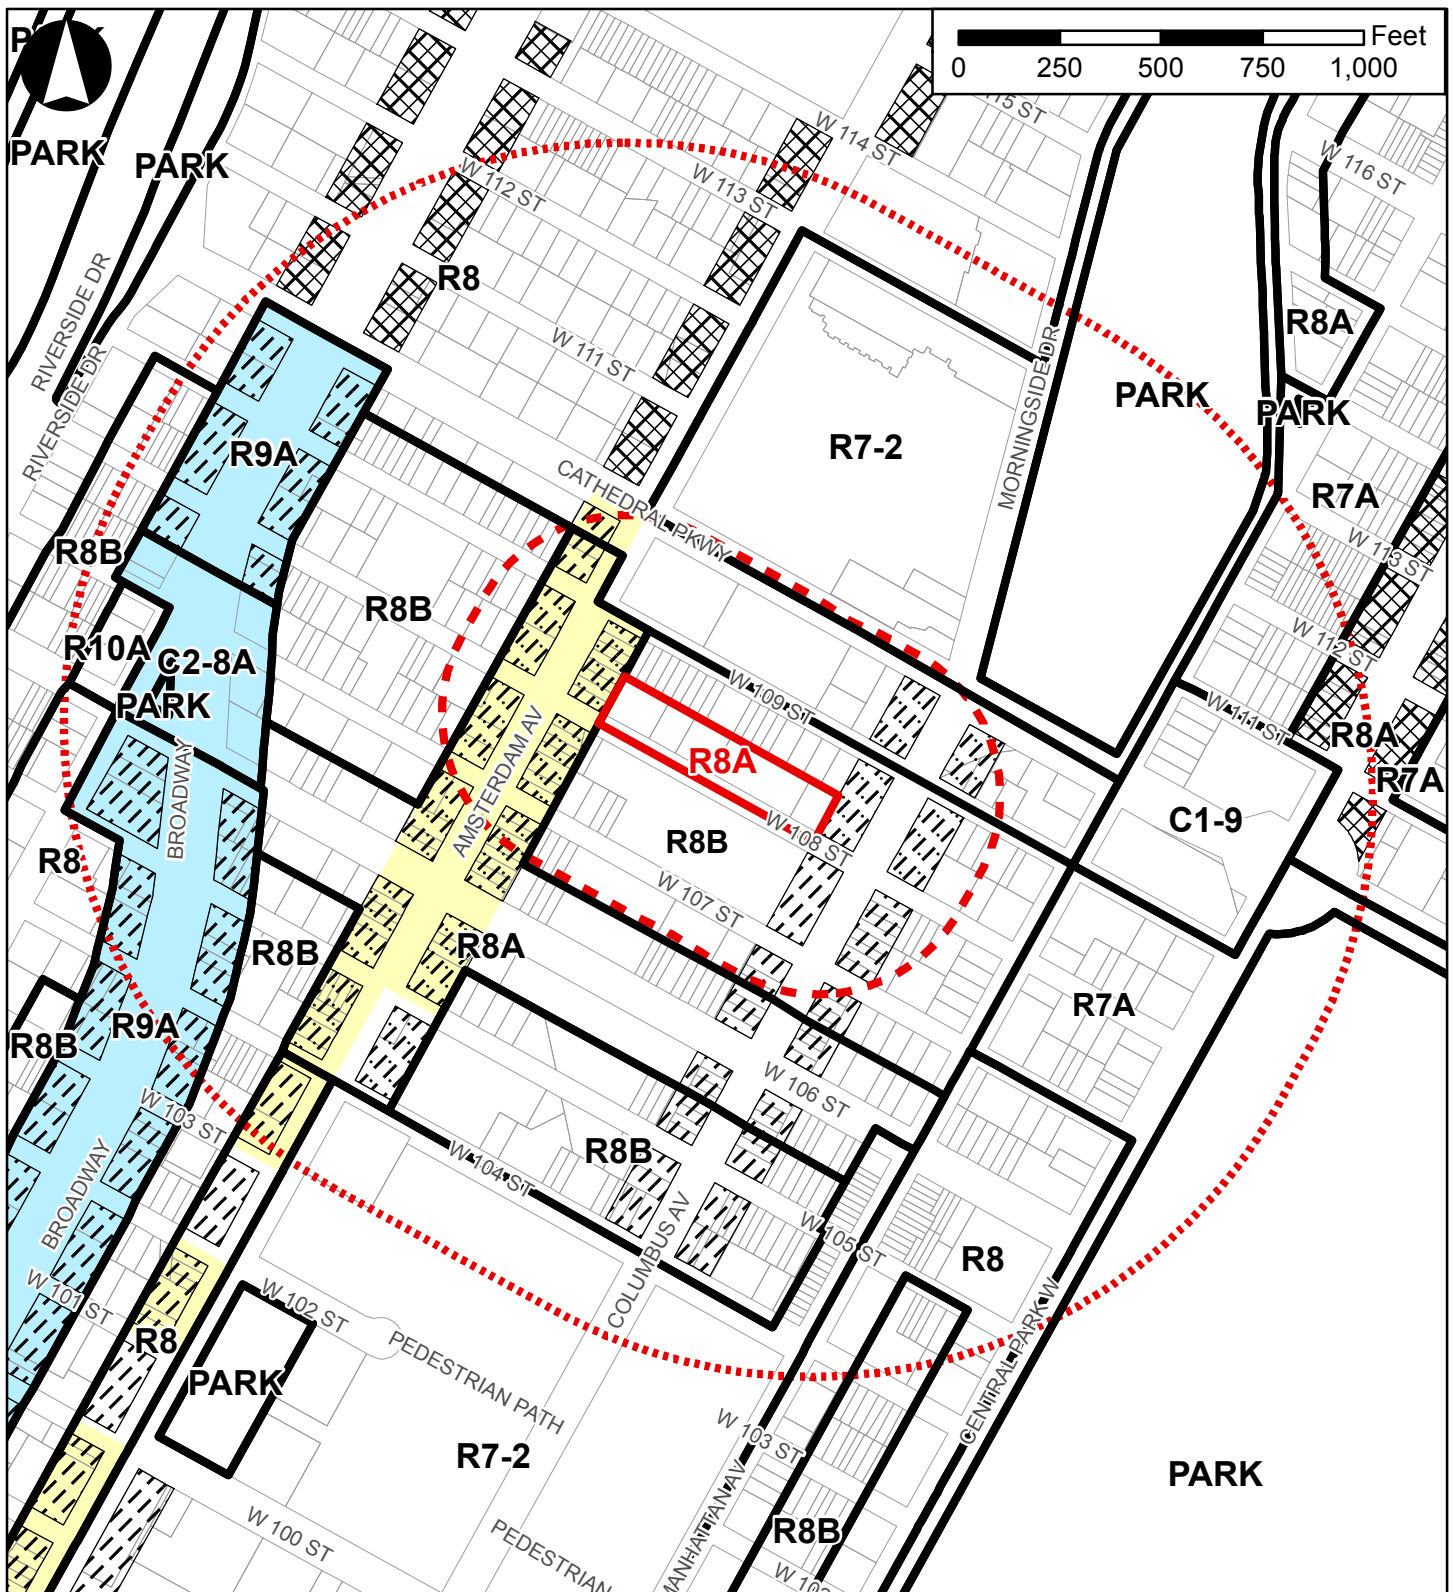 PARK
Feet
0 250 500 750 1,000
115 ST
W 114 ST
W 116 ST
PARK
PARK
W 112 ST
W 113 ST
R8
RIVERSIDE DR
R8A
MORNINGSIDE DR
W 111 ST
RIVERSIDE DR
PARK
PARK
R9A
R7-2
CATHEDRAL PKWY
R7A
W 113 ST
R8B
R8B
W 112 ST
R10A
C2-8A
W 109 ST
PARK
W 111 ST
R8A
AMSTERDAM AV
R8A
R7A
BROADWAY
R8B
W 108 ST
C1-9
R8
W 107 ST
R8B
R8A
R7A
R9A
R8B
W 103 ST
W 106 ST
R8B
W 104 ST
BROADWAY
COLUMBUS AV
W 105 ST
R8
W 101 ST
W 102 ST
R8
CENTRAL PARK W
PARK
PEDESTRIAN PATH
W 103 ST
R7-2
PARK
MANHATTAN AV
W 100 ST
R8B
PEDESTRIAN
W 102